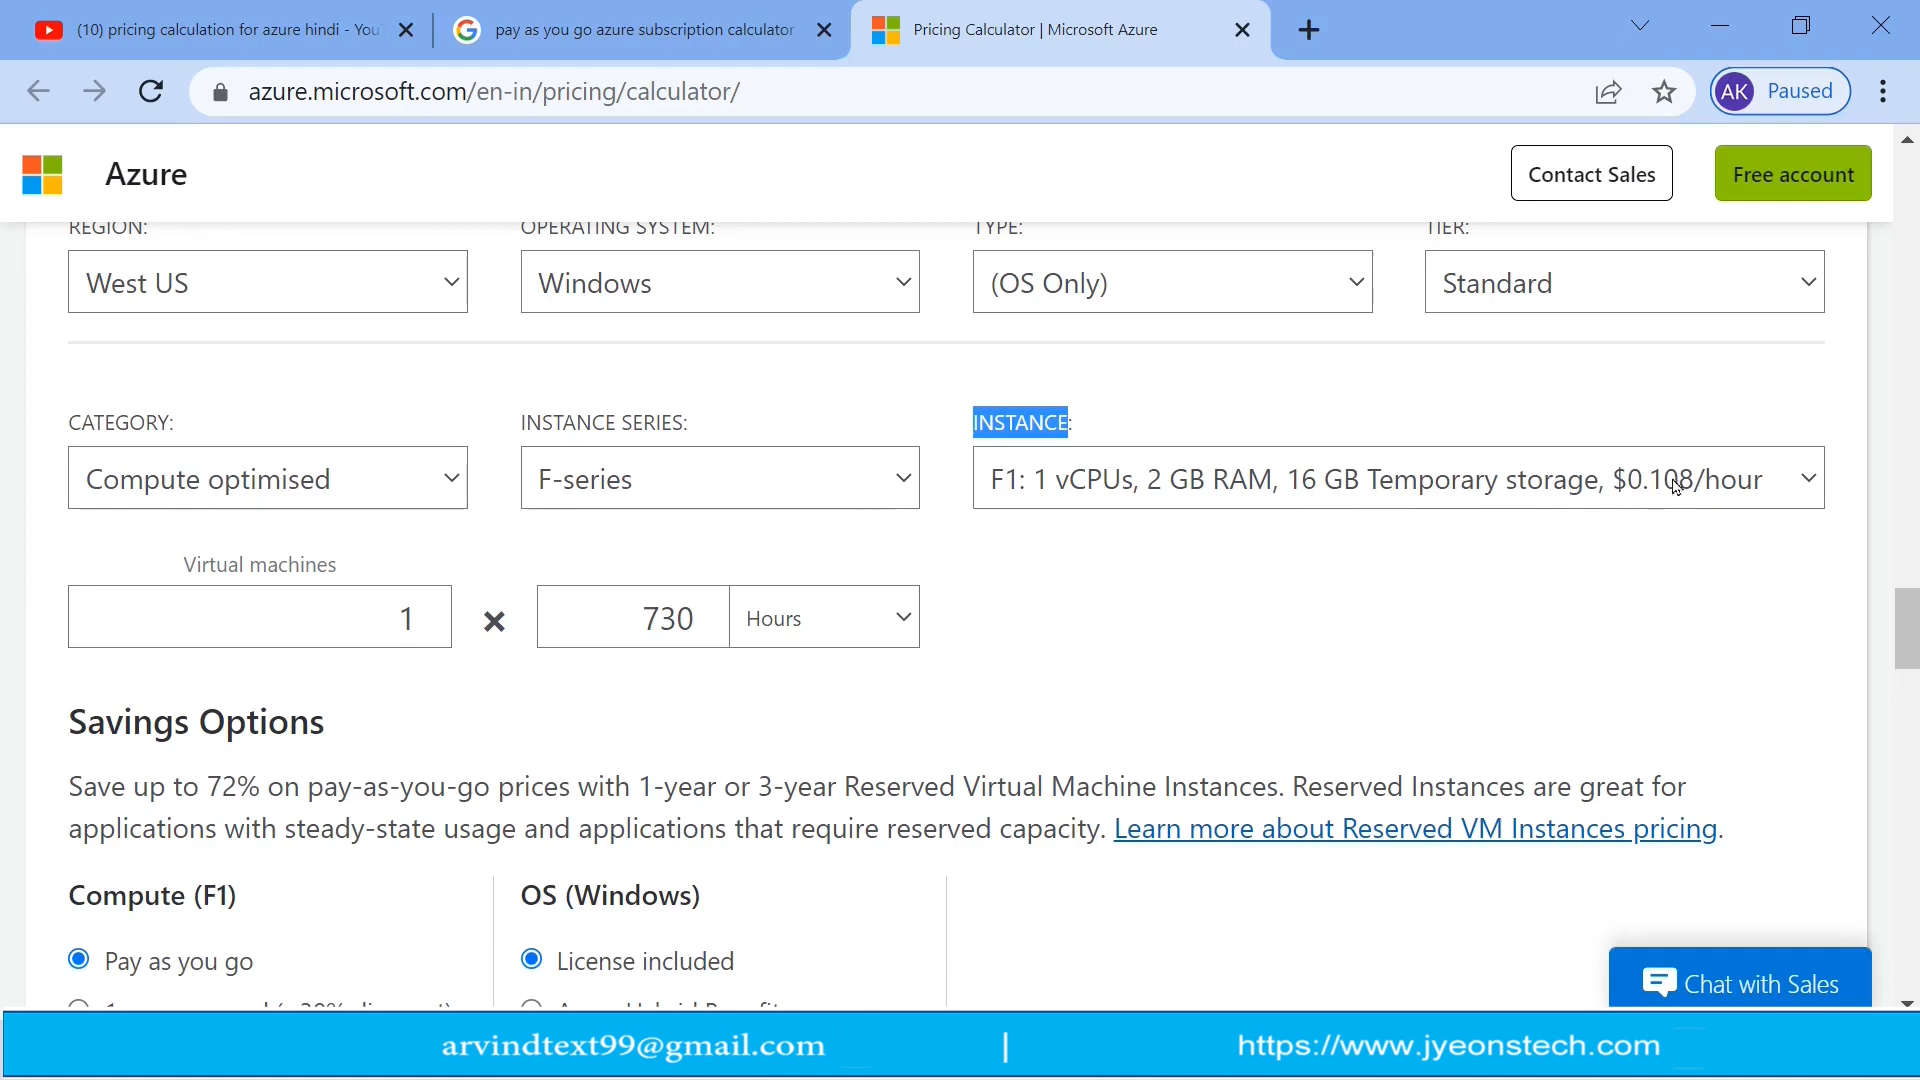 (10) pricing calculation for azure hindi - You
pay as you go azure subscription calculator
Pricing Calculator | Microsoft Azure
azure.microsoft.com/en-in/pricing/calculator/
AK Paused
Azure
Contact Sales
Free account
REGION:
OPERATING SYSTEM:
TYPE:
TIER:
West US
Windows
(OS Only)
Standard
CATEGORY:
INSTANCE SERIES:
INSTANCE:
Compute optimised
F-series
F1: 1 vCPUs, 2 GB RAM, 16 GB Temporary storage, $0.108/hour
Virtual machines
1
730
Hours
Savings Options
Save up to 72% on pay-as-you-go prices with 1-year or 3-year Reserved Virtual Machine Instances. Reserved Instances are great for
applications with steady-state usage and applications that require reserved capacity. Learn more about Reserved VM Instances pricing.
Compute (F1)
OS (Windows)
Pay as you go
License included
Chat with Sales
arvindtext99@gmail.com | https://www.jyeonstech.com